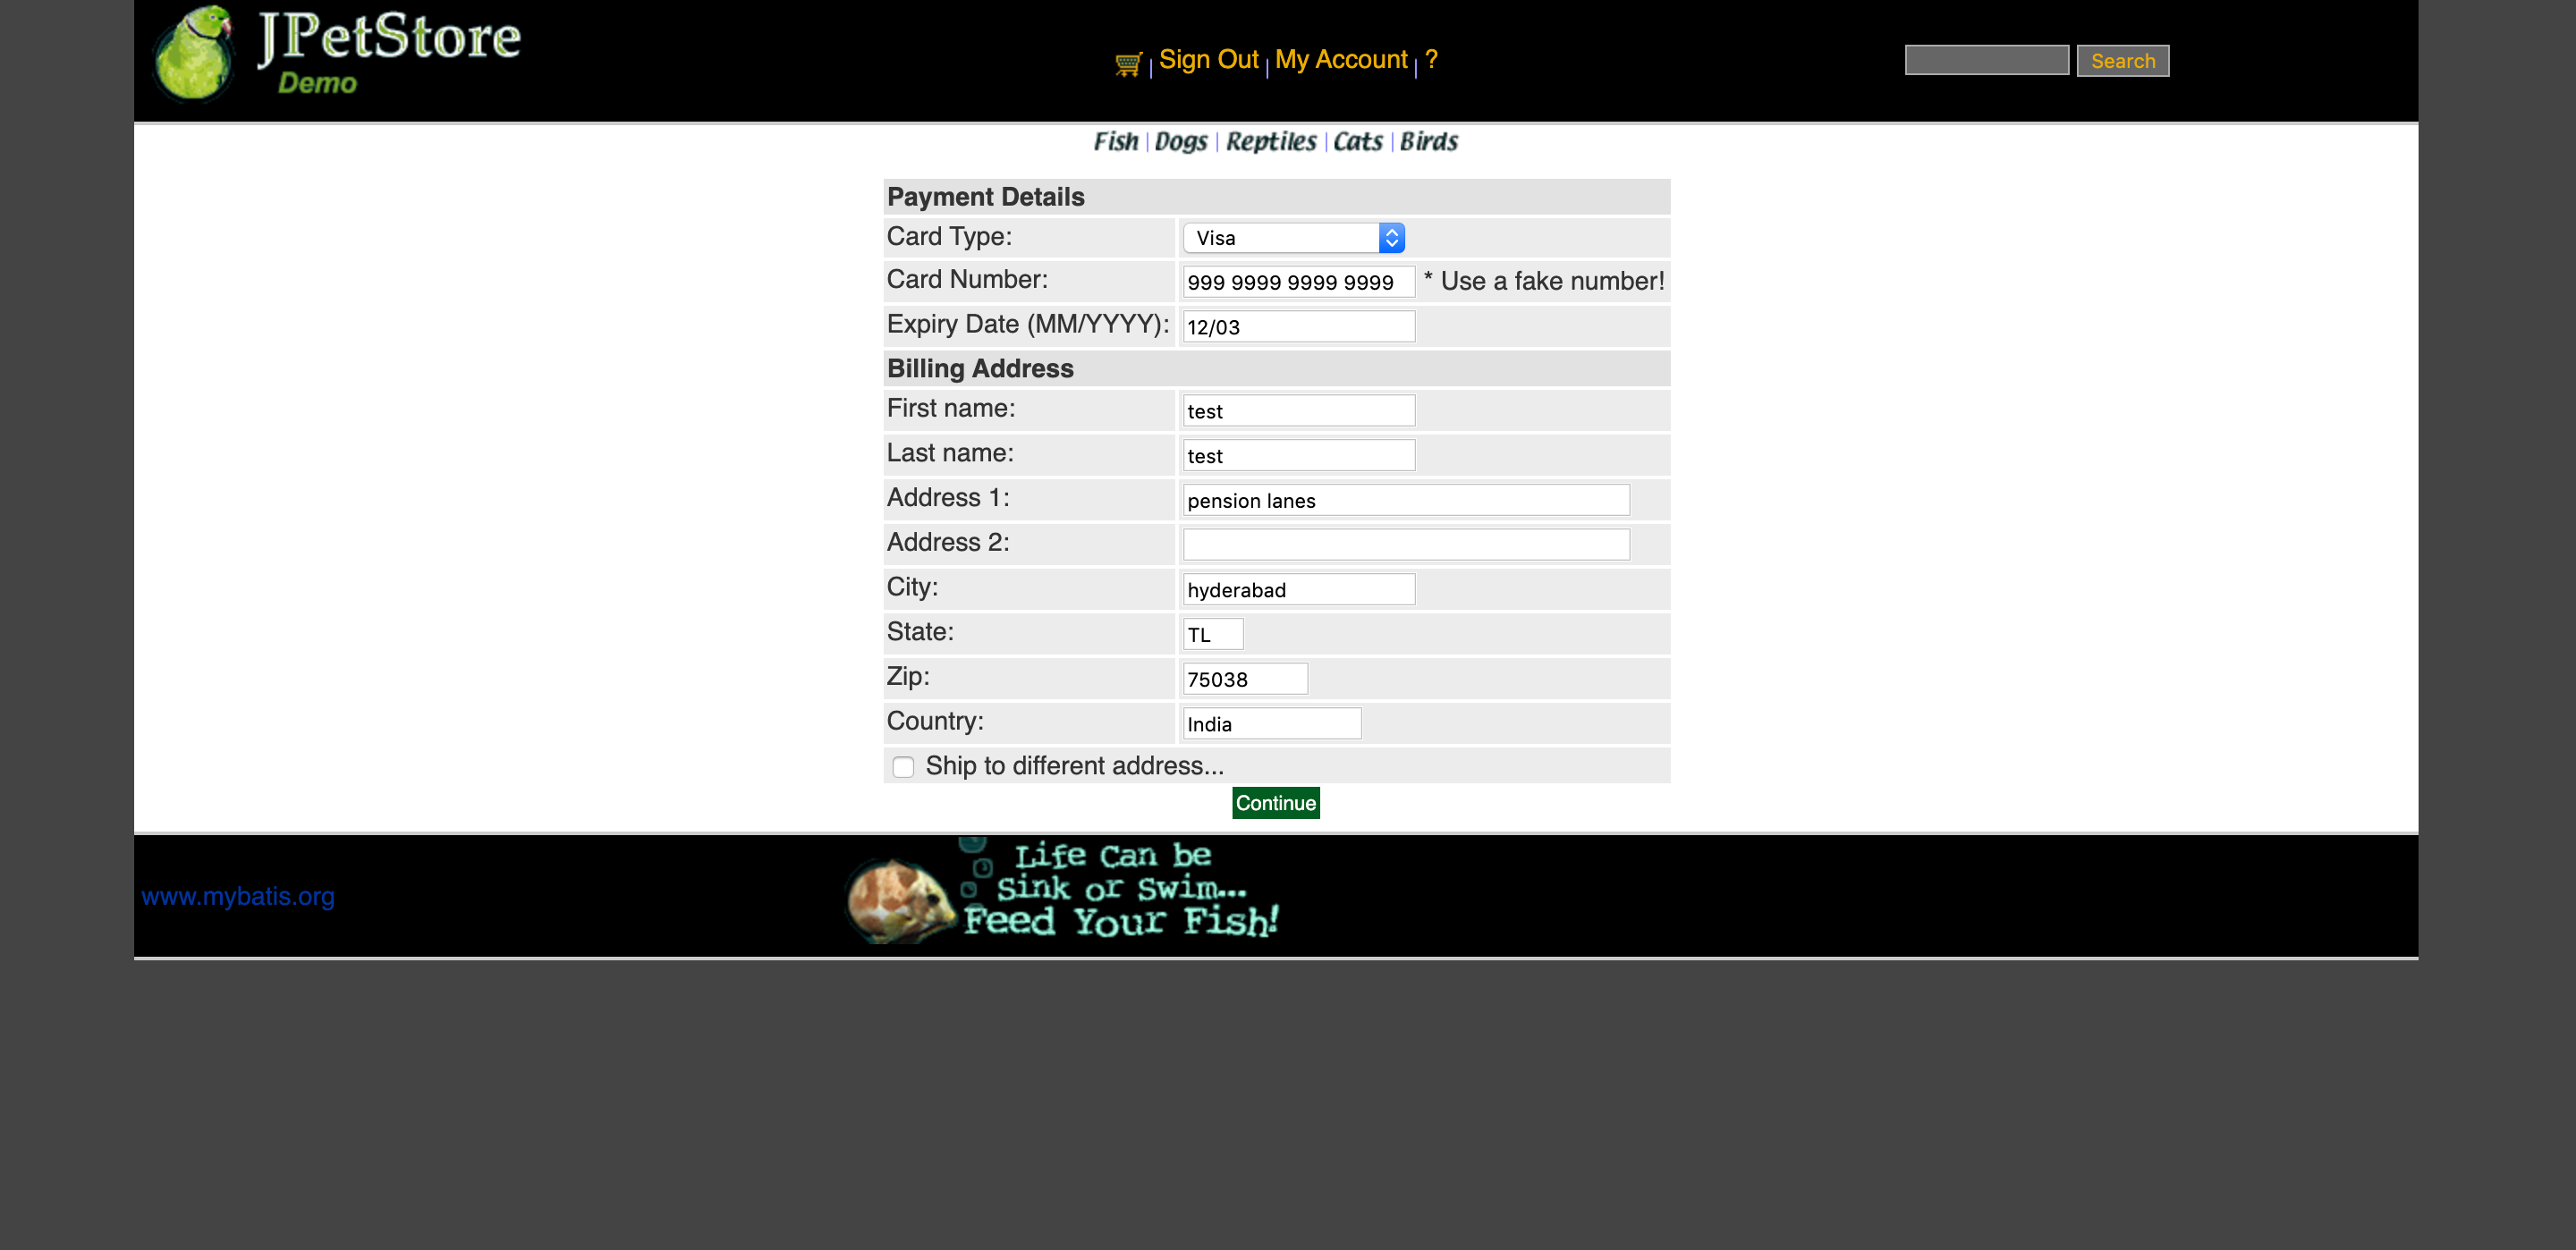 JPetStore
Demo
| Sign Out | My Account | ?
Search
Fish | Dogs | Reptiles | Cats | Birds
Payment Details
Card Type: Visa
Card Number: 999 9999 9999 9999 * Use a fake number!
Expiry Date (MM/YYYY): 12/03
Billing Address
First name: test
Last name: test
Address 1: pension lanes
Address 2:
City: hyderabad
State: TL
Zip: 75038
Country: India
Ship to different address...
Continue
www.mybatis.org
Life Can be
Sink or Swim...
Feed Your Fish!